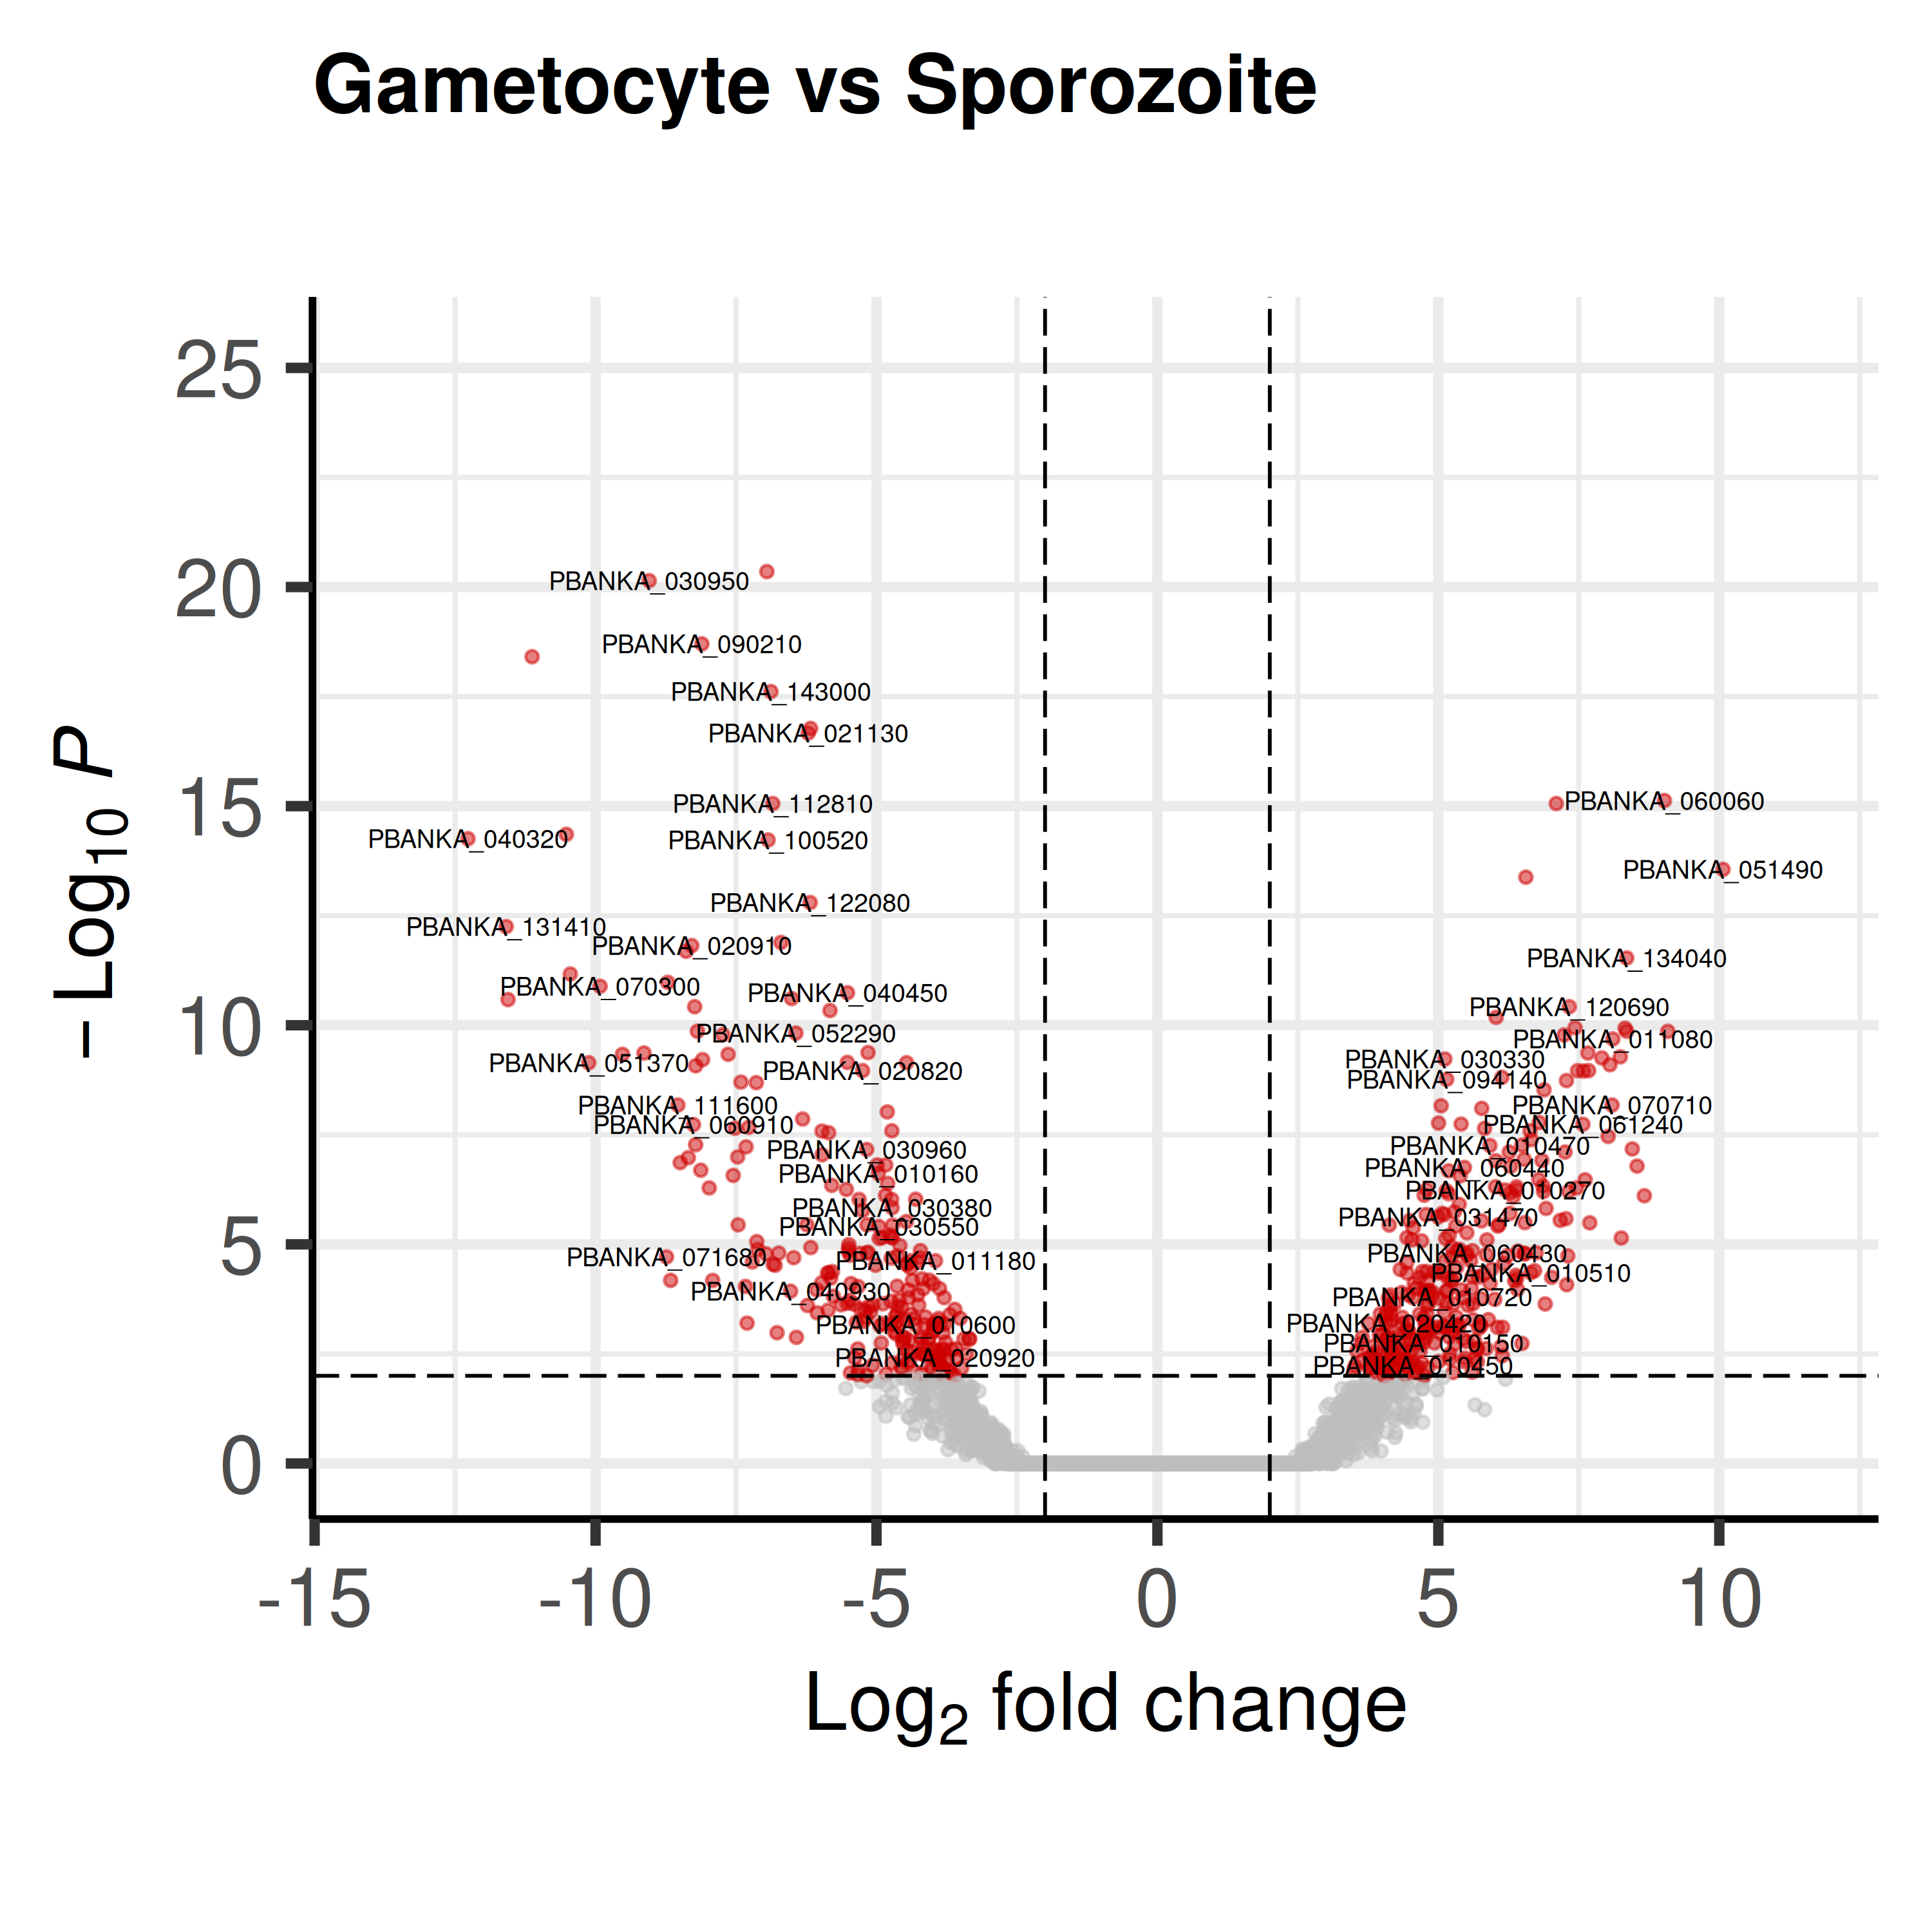 Gametocyte vs Sporozoite
25
20
15
10
5
0
− Log10 P
PBANKA_030950
PBANKA_090210
PBANKA_143000
PBANKA_021130
PBANKA_060060
PBANKA_112810
PBANKA_040320
PBANKA_100520
PBANKA_051490
PBANKA_122080
PBANKA_131410
PBANKA_020910
PBANKA_134040
PBANKA_070300
PBANKA_040450
PBANKA_120690
PBANKA_052290
PBANKA_011080
PBANKA_030330
PBANKA_051370
PBANKA_020820
PBANKA_094140
PBANKA_111600
PBANKA_070710
PBANKA_060910
PBANKA_061240
PBANKA_010470
PBANKA_030960
PBANKA_060440
PBANKA_010160
PBANKA_010270
PBANKA_030380
PBANKA_031470
PBANKA_030550
PBANKA_060430
PBANKA_071680
PBANKA_011180
PBANKA_010510
PBANKA_040930
PBANKA_010720
PBANKA_010600
PBANKA_020420
PBANKA_010150
PBANKA_020920
PBANKA_010450
-15 -10 -5 0 5 10
Log2 fold change